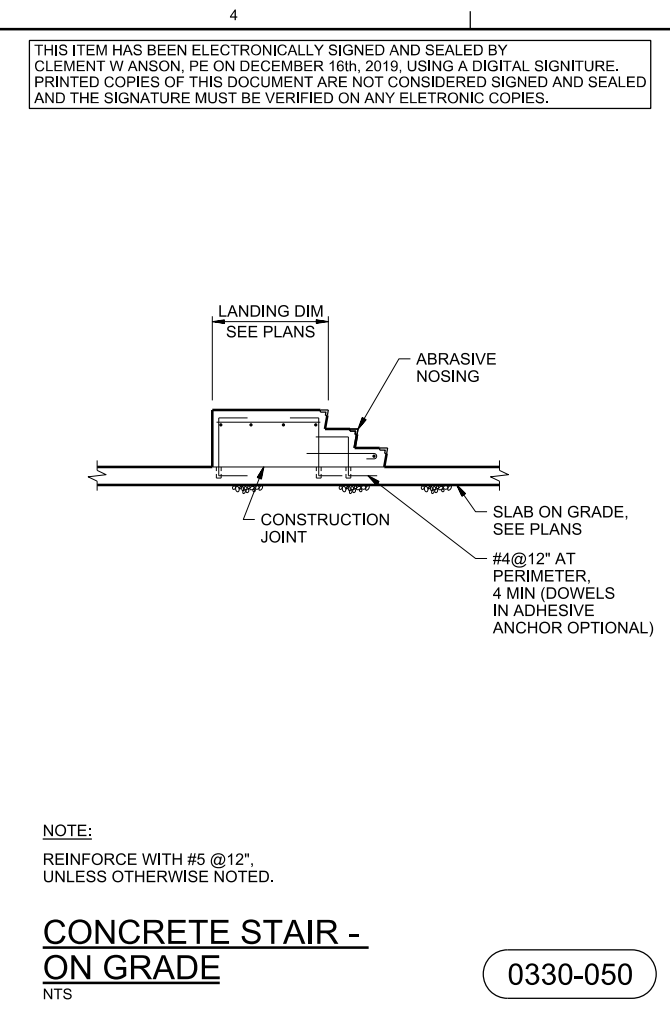 4
THIS ITEM HAS BEEN ELECTRONICALLY SIGNED AND SEALED BY
CLEMENT W ANSON, PE ON DECEMBER 16th, 2019, USING A DIGITAL SIGNITURE.
PRINTED COPIES OF THIS DOCUMENT ARE NOT CONSIDERED SIGNED AND SEALED
AND THE SIGNATURE MUST BE VERIFIED ON ANY ELETRONIC COPIES.
LANDING DIM
SEE PLANS
ABRASIVE
NOSING
CONSTRUCTION
JOINT
SLAB ON GRADE,
SEE PLANS
#4@12" AT
PERIMETER,
4 MIN (DOWELS
IN ADHESIVE
ANCHOR OPTIONAL)
NOTE:
REINFORCE WITH #5 @12",
UNLESS OTHERWISE NOTED.
CONCRETE STAIR -
ON GRADE
NTS
0330-050